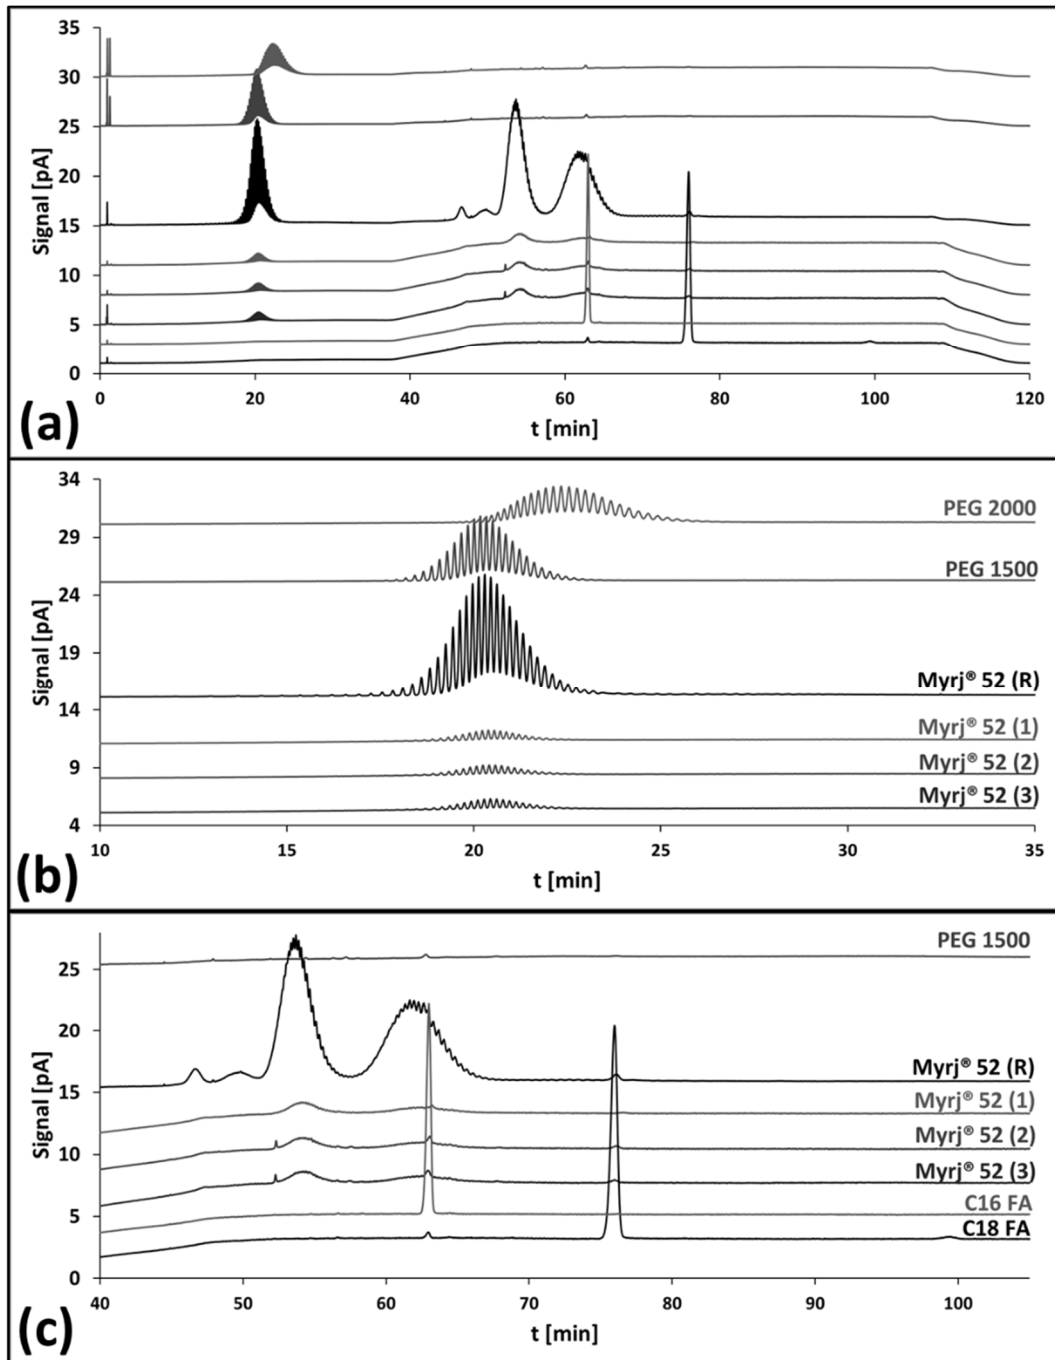 35
30
25
20
15
10
5
0
Signal [pA]
0 20 40 60 80 100 120
t [min]
(a)
34
29
24
19
14
9
4
Signal [pA]
PEG 2000
PEG 1500
Myrj® 52 (R)
Myrj® 52 (1)
Myrj® 52 (2)
Myrj® 52 (3)
10 15 20 25 30 35
t [min]
(b)
25
20
15
10
5
0
Signal [pA]
PEG 1500
Myrj® 52 (R)
Myrj® 52 (1)
Myrj® 52 (2)
Myrj® 52 (3)
C16 FA
C18 FA
40 50 60 70 80 90 100
t [min]
(c)